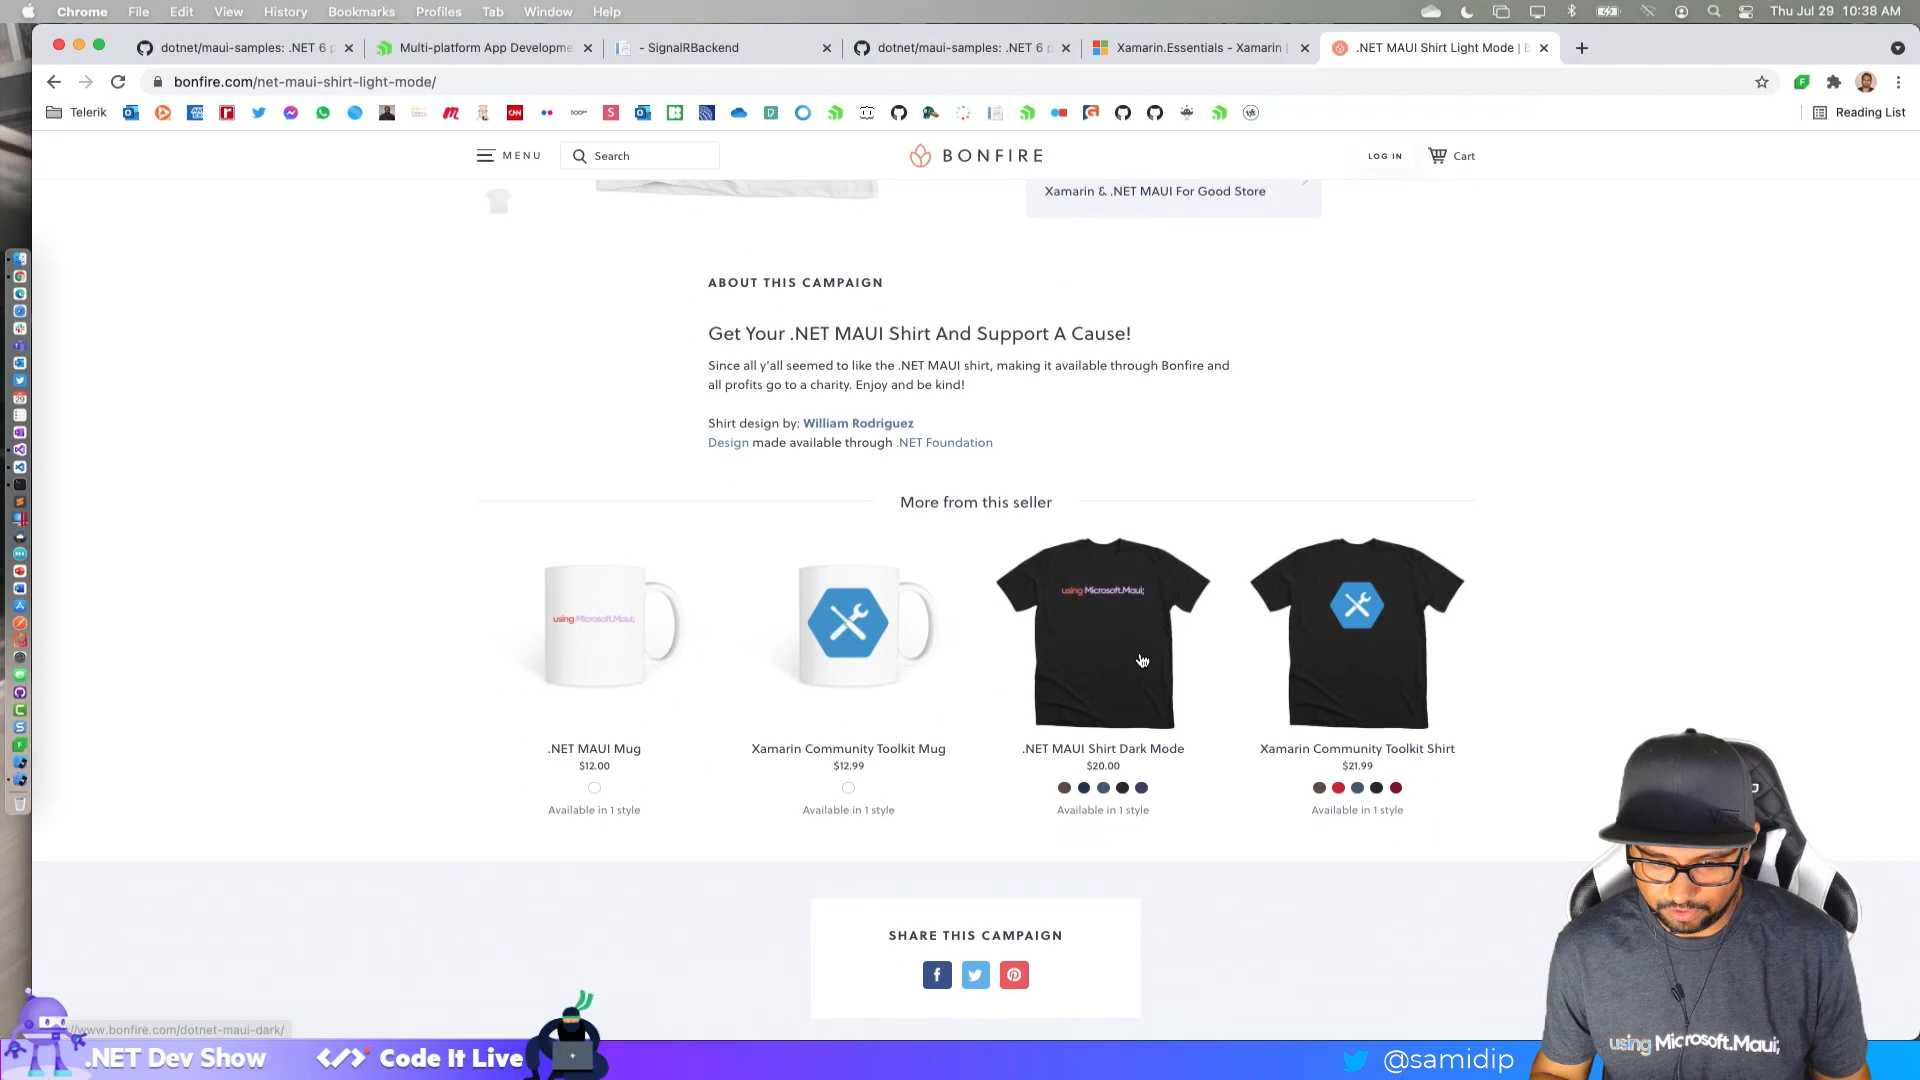 Chrome File Edit View History Bookmarks Profiles Tab Window Help Thu Jul 29 10:38 AM
dotnet/maui-samples: .NET 6 p Multi-platform App Developme - SignalRBackend dotnet/maui-samples: .NET 6 p Xamarin.Essentials - Xamarin | .NET MAUI Shirt Light Mode | B
bonfire.com/net-maui-shirt-light-mode/
Telerik Reading List
MENU Search BONFIRE LOG IN Cart
Xamarin & .NET MAUI For Good Store
ABOUT THIS CAMPAIGN
Get Your .NET MAUI Shirt And Support A Cause!
Since all y'all seemed to like the .NET MAUI shirt, making it available through Bonfire and
all profits go to a charity. Enjoy and be kind!
Shirt design by: William Rodriguez
Design made available through .NET Foundation
More from this seller
using Microsoft.Maui;
using Microsoft.Maui;
.NET MAUI Mug Xamarin Community Toolkit Mug .NET MAUI Shirt Dark Mode Xamarin Community Toolkit Shirt
$12.00 $12.99 $20.00 $21.99
Available in 1 style Available in 1 style Available in 1 style Available in 1 style
SHARE THIS CAMPAIGN
//www.bonfire.com/dotnet-maui-dark/
.NET Dev Show Code It Live @samidip
using Microsoft.Maui;